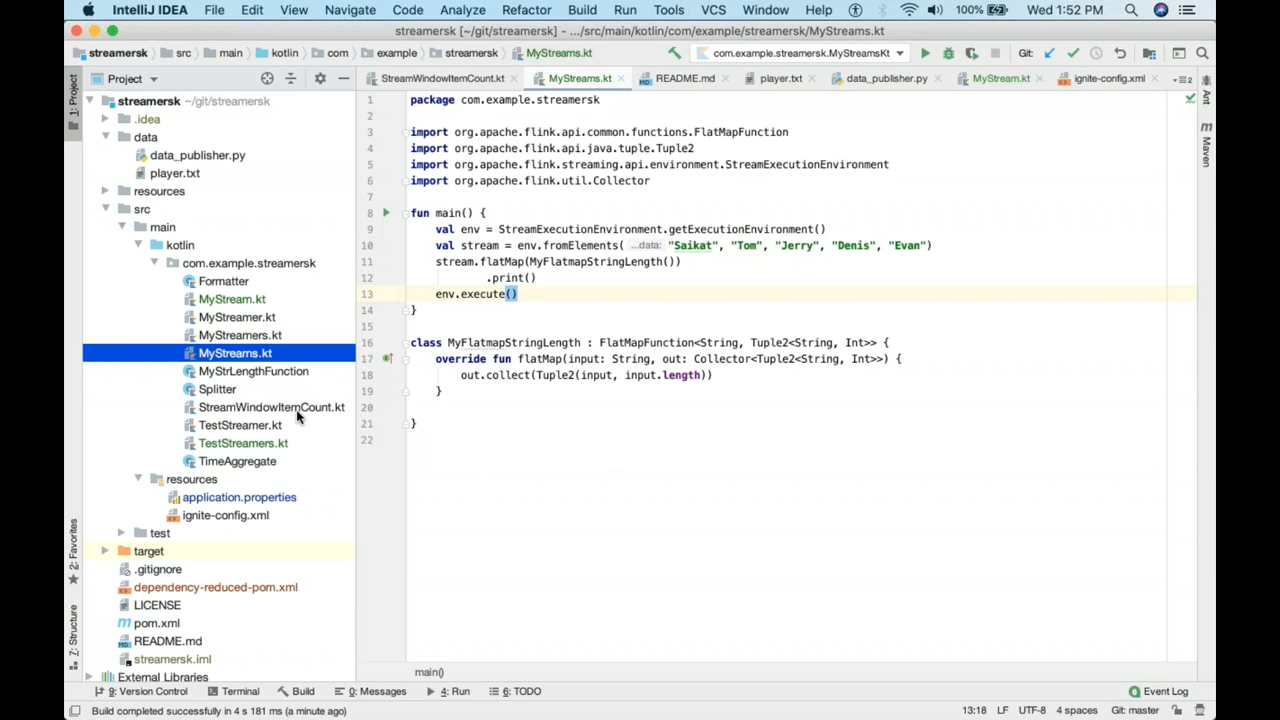 IntelliJ IDEA File Edit View Navigate Code Analyze Refactor Build Run Tools VCS Window Help 100% Wed 1:52 PM
streamersk [~/git/streamersk] - .../src/main/kotlin/com/example/streamersk/MyStreams.kt
streamersk src main kotlin com example streamersk MyStreams.kt com.example.streamersk.MyStreamsKt Git:
Project StreamWindowItemCount.kt MyStreams.kt README.md player.txt data_publisher.py MyStream.kt ignite-config.xml
1: Project
Ant
Maven
2: Favorites
7: Structure
streamersk ~/git/streamersk
.idea
data
data_publisher.py
player.txt
resources
src
main
kotlin
com.example.streamersk
Formatter
MyStream.kt
MyStreamer.kt
MyStreamers.kt
MyStreams.kt
MyStrLengthFunction
Splitter
StreamWindowItemCount.kt
TestStreamer.kt
TestStreamers.kt
TimeAggregate
resources
application.properties
ignite-config.xml
test
target
.gitignore
dependency-reduced-pom.xml
LICENSE
pom.xml
README.md
streamersk.iml
External Libraries
1 package com.example.streamersk
2
3 import org.apache.flink.api.common.functions.FlatMapFunction
4 import org.apache.flink.api.java.tuple.Tuple2
5 import org.apache.flink.streaming.api.environment.StreamExecutionEnvironment
6 import org.apache.flink.util.Collector
7
8 fun main() {
9 val env = StreamExecutionEnvironment.getExecutionEnvironment()
10 val stream = env.fromElements( ...data: "Saikat", "Tom", "Jerry", "Denis", "Evan")
11 stream.flatMap(MyFlatmapStringLength())
12 .print()
13 env.execute()
14 }
15
16 class MyFlatmapStringLength : FlatMapFunction<String, Tuple2<String, Int>> {
17 override fun flatMap(input: String, out: Collector<Tuple2<String, Int>>) {
18 out.collect(Tuple2(input, input.length))
19 }
20
21 }
22
main()
9: Version Control Terminal Build 0: Messages 4: Run 6: TODO Event Log
Build completed successfully in 4 s 181 ms (a minute ago) 13:18 LF UTF-8 4 spaces Git: master